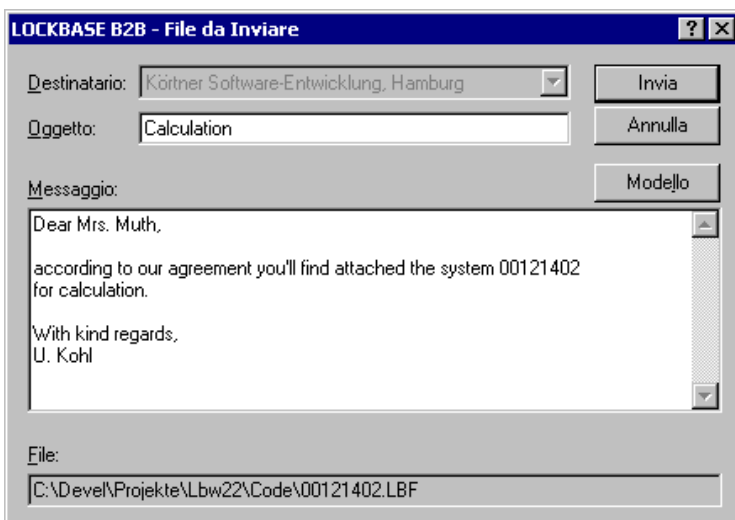 LOCKBASE B2B - File da Inviare
Destinatario: Körtner Software-Entwicklung, Hamburg
Invia
Oggetto: Calculation
Annulla
Modello
Messaggio:
Dear Mrs. Muth,
according to our agreement you'll find attached the system 00121402
for calculation.
With kind regards,
U. Kohl
File:
C:\Devel\Projekte\Lbw22\Code\00121402.LBF